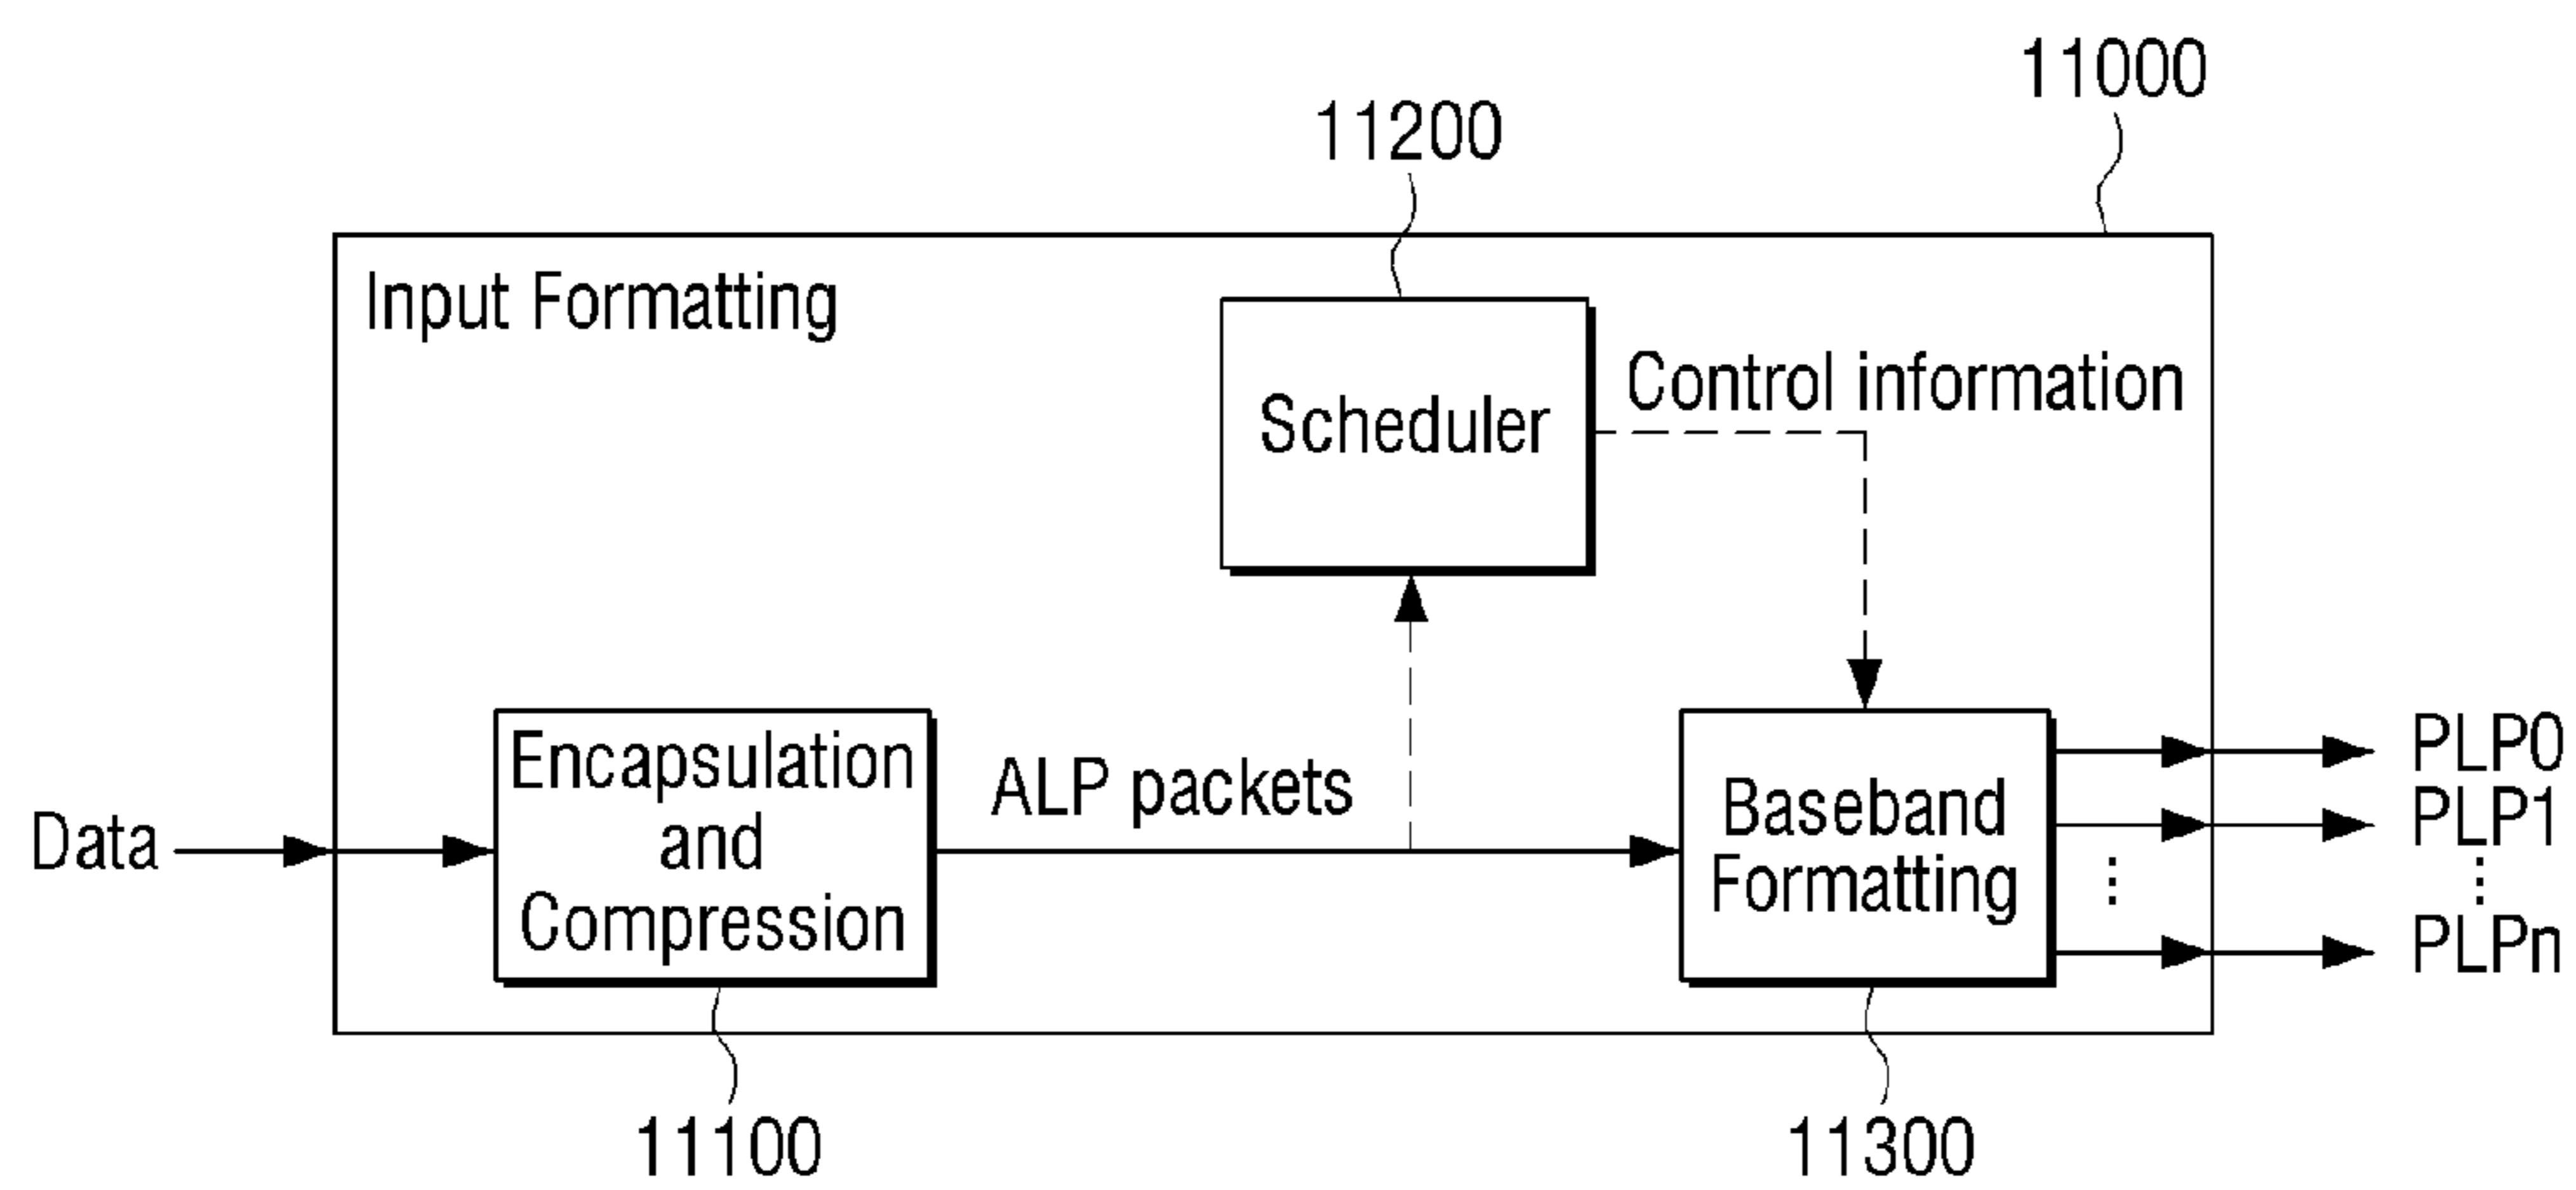 11000
11200
Input Formatting
Control information
Scheduler
Encapsulation
and
Compression
ALP packets
Data
Baseband
Formatting
PLP0
PLP1
⋮
⋮
PLPn
11100
11300